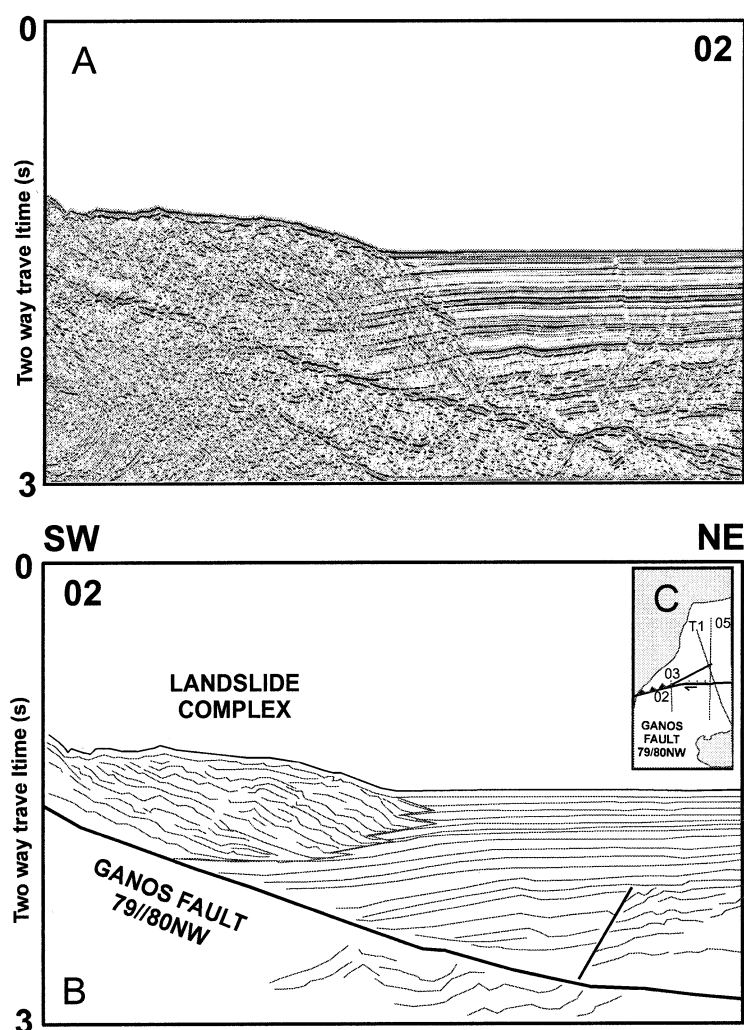 0
A
02
Two way trave ltime (s)
3
SW
NE
0
02
C
T.1
05
03
02
GANOS
FAULT
79/80NW
LANDSLIDE
COMPLEX
Two way trave ltime (s)
GANOS FAULT
79//80NW
B
3